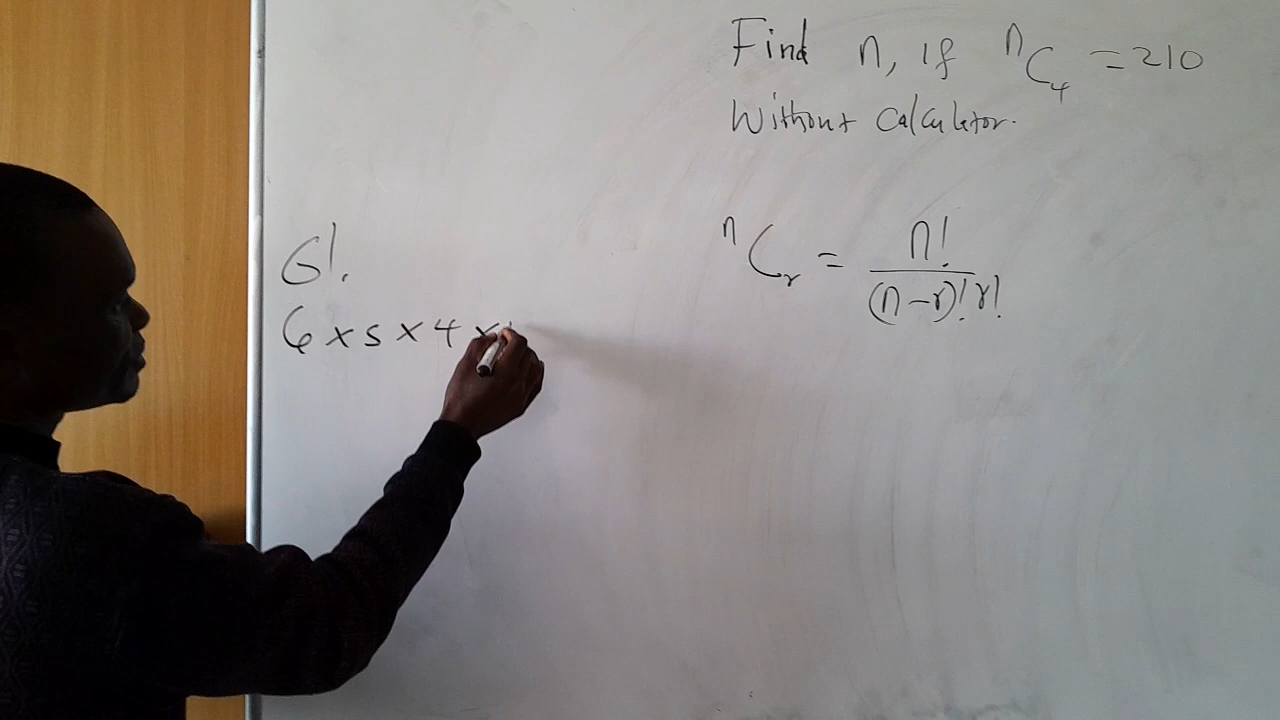 Find n, if ⁿC₄ = 210
Without calculator.
ⁿCᵣ = n! / (n-r)! r!
6!.
6 x 5 x 4 x